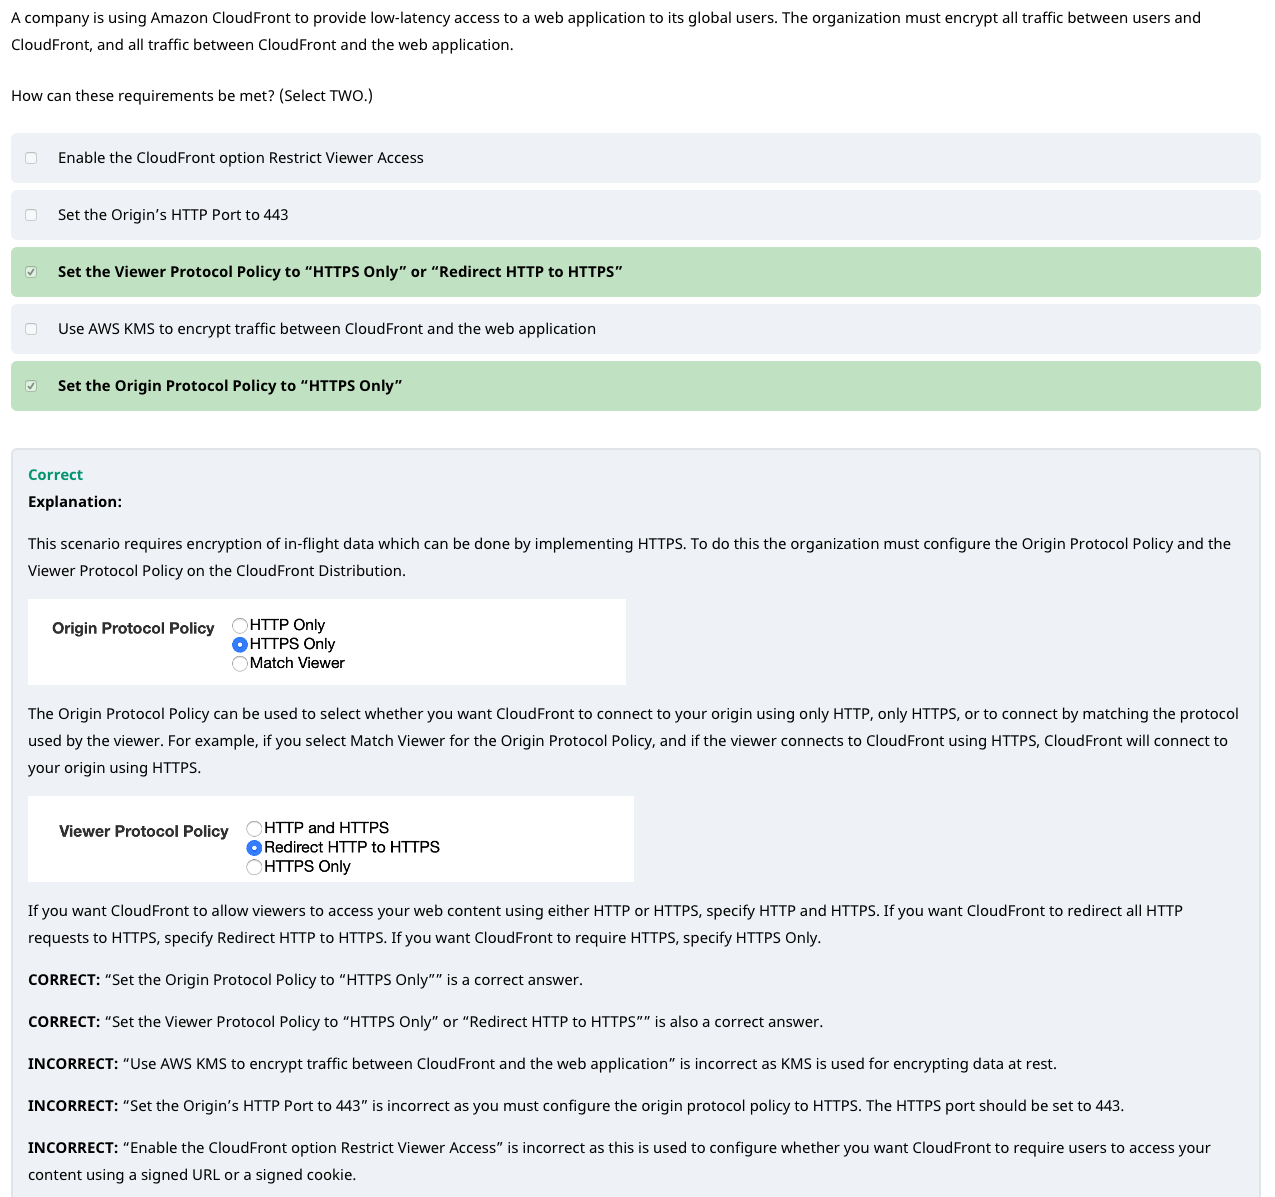 A company is using Amazon CloudFront to provide low-latency access to a web application to its global users. The organization must encrypt all traffic between users and
CloudFront, and all traffic between CloudFront and the web application.
How can these requirements be met? (Select TWO.)
Enable the CloudFront option Restrict Viewer Access
Set the Origin’s HTTP Port to 443
Set the Viewer Protocol Policy to “HTTPS Only” or “Redirect HTTP to HTTPS”
Use AWS KMS to encrypt traffic between CloudFront and the web application
Set the Origin Protocol Policy to “HTTPS Only”
Correct
Explanation:
This scenario requires encryption of in-flight data which can be done by implementing HTTPS. To do this the organization must configure the Origin Protocol Policy and the
Viewer Protocol Policy on the CloudFront Distribution.
Origin Protocol Policy HTTP Only
HTTPS Only
Match Viewer
The Origin Protocol Policy can be used to select whether you want CloudFront to connect to your origin using only HTTP, only HTTPS, or to connect by matching the protocol
used by the viewer. For example, if you select Match Viewer for the Origin Protocol Policy, and if the viewer connects to CloudFront using HTTPS, CloudFront will connect to
your origin using HTTPS.
Viewer Protocol Policy HTTP and HTTPS
Redirect HTTP to HTTPS
HTTPS Only
If you want CloudFront to allow viewers to access your web content using either HTTP or HTTPS, specify HTTP and HTTPS. If you want CloudFront to redirect all HTTP
requests to HTTPS, specify Redirect HTTP to HTTPS. If you want CloudFront to require HTTPS, specify HTTPS Only.
CORRECT: “Set the Origin Protocol Policy to “HTTPS Only”” is a correct answer.
CORRECT: “Set the Viewer Protocol Policy to “HTTPS Only” or “Redirect HTTP to HTTPS”” is also a correct answer.
INCORRECT: “Use AWS KMS to encrypt traffic between CloudFront and the web application” is incorrect as KMS is used for encrypting data at rest.
INCORRECT: “Set the Origin’s HTTP Port to 443” is incorrect as you must configure the origin protocol policy to HTTPS. The HTTPS port should be set to 443.
INCORRECT: “Enable the CloudFront option Restrict Viewer Access” is incorrect as this is used to configure whether you want CloudFront to require users to access your
content using a signed URL or a signed cookie.